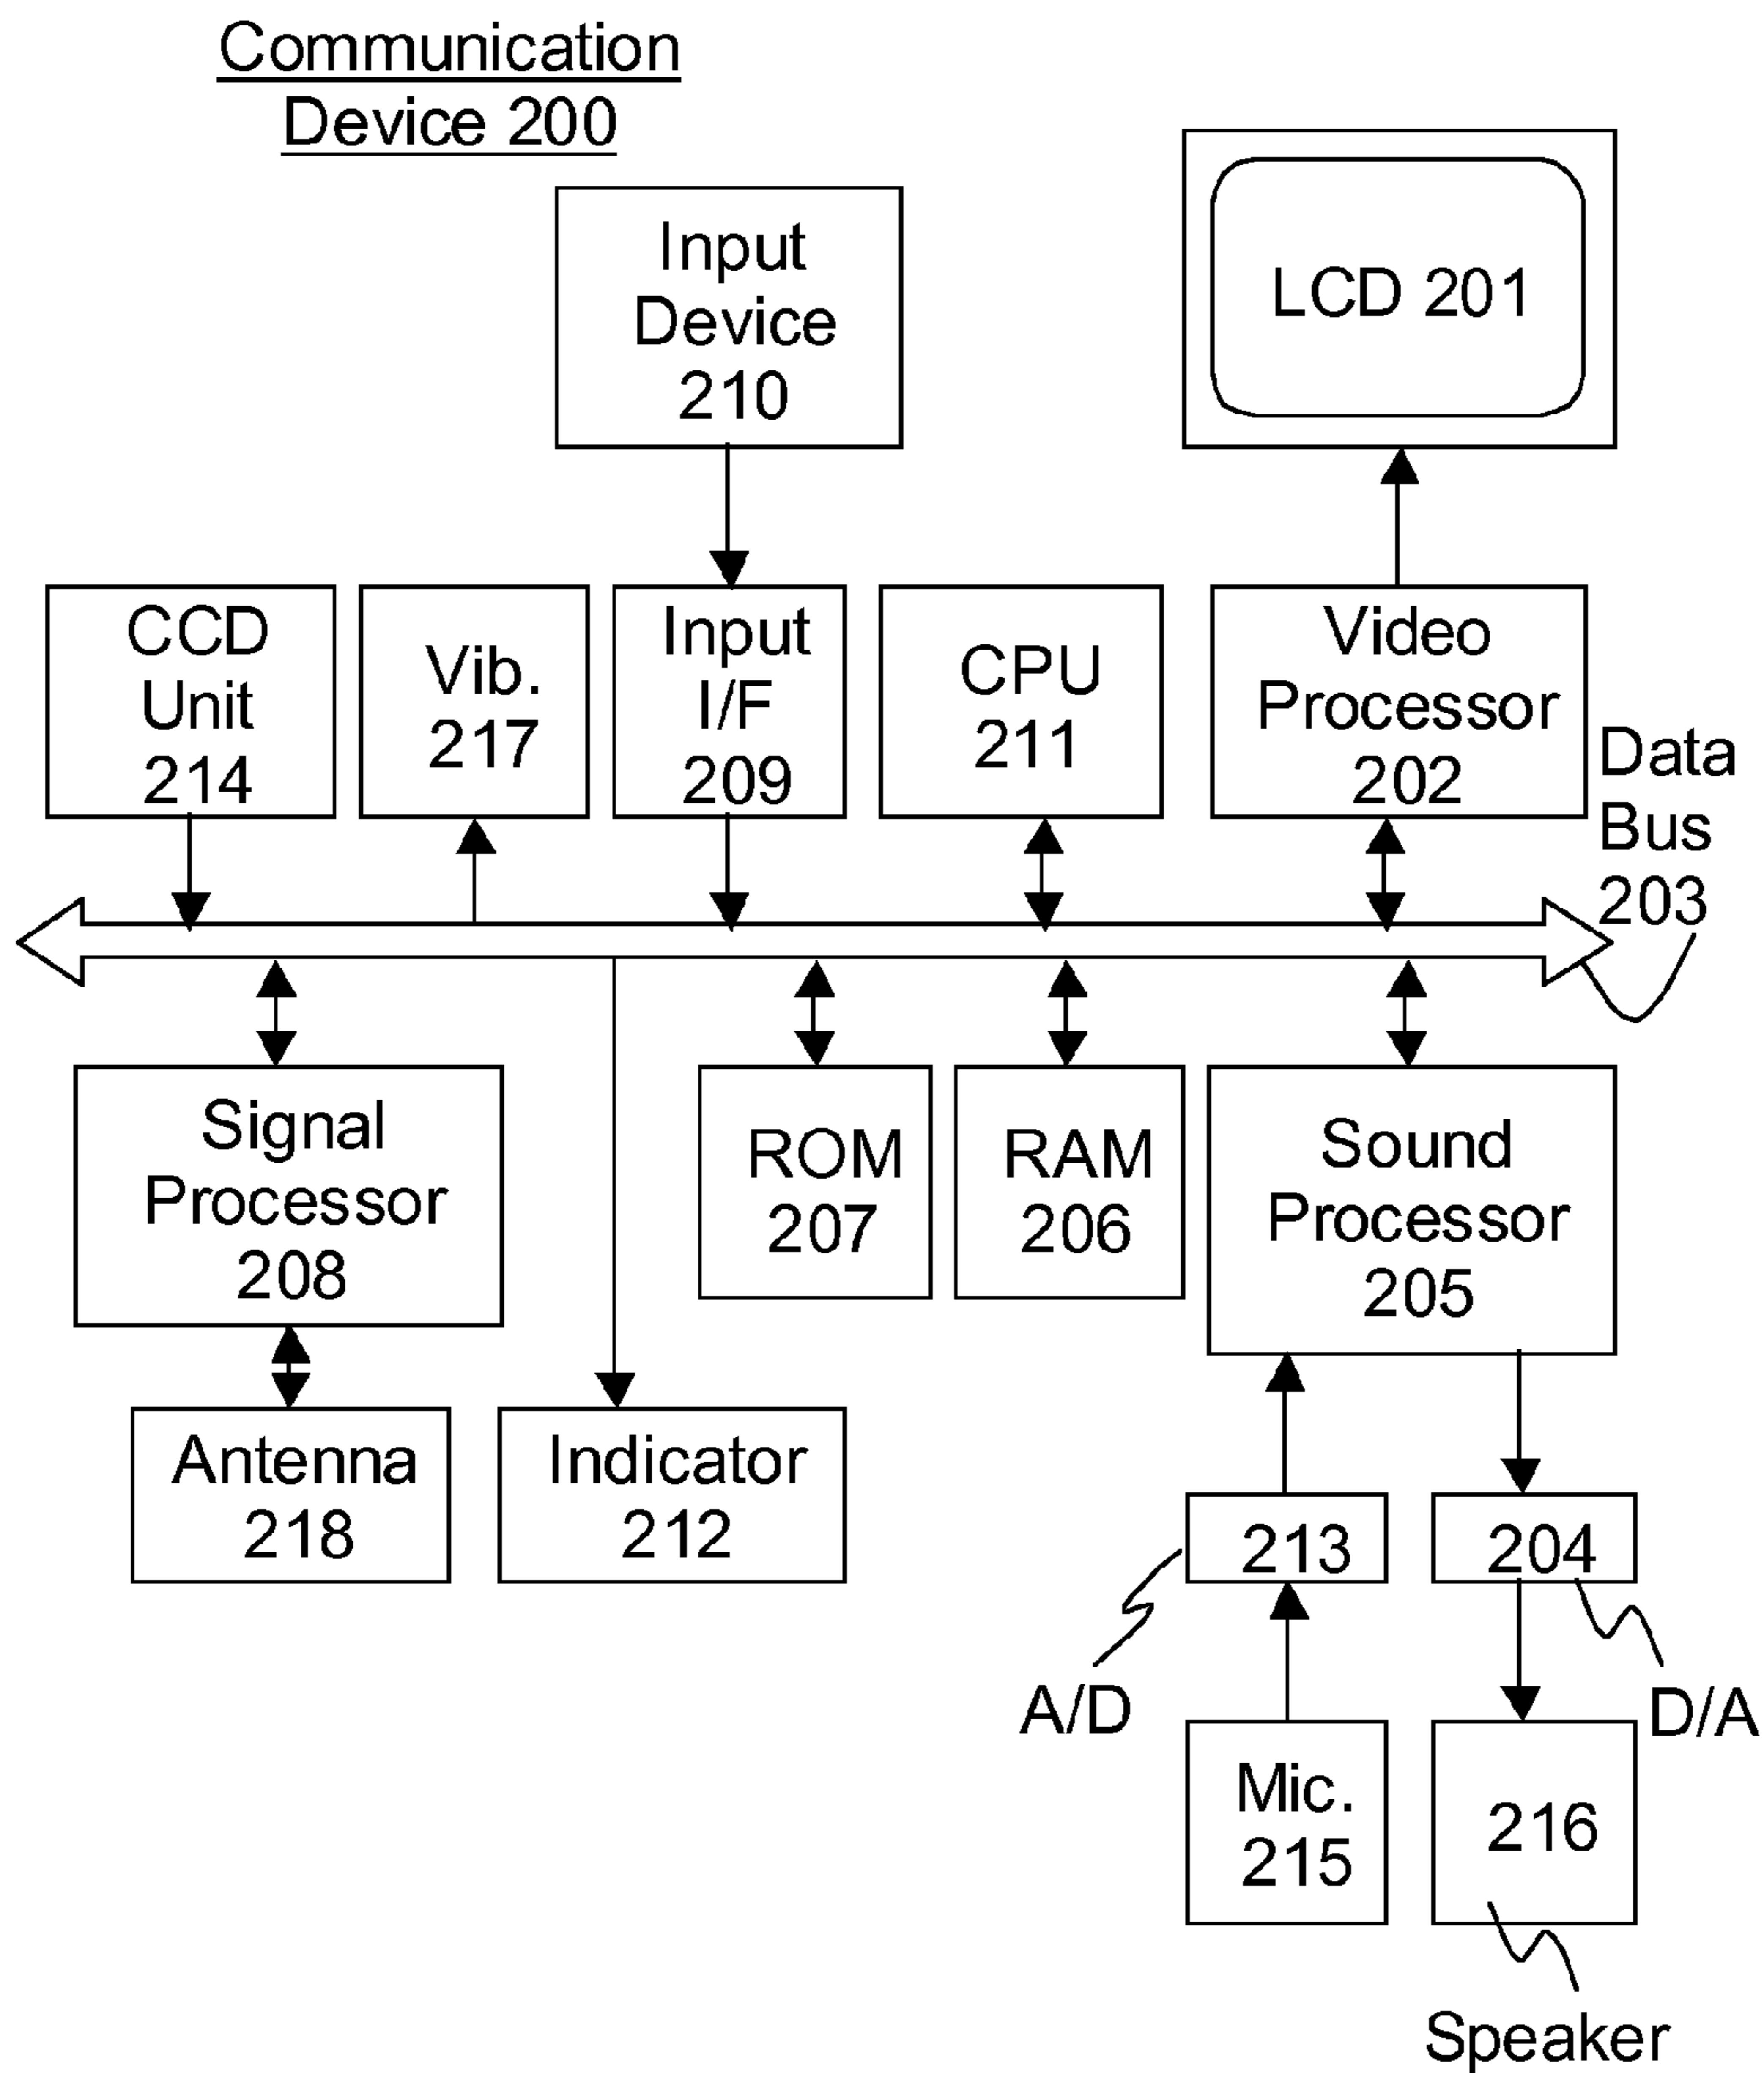 Communication
Device 200
Input
Device
210
LCD 201
CCD
Unit
214
Vib.
217
Input
I/F
209
CPU
211
Video
Processor
202
Data
Bus
203
Signal
Processor
208
ROM
207
RAM
206
Sound
Processor
205
Antenna
218
Indicator
212
213
204
A/D
D/A
Mic.
215
216
Speaker